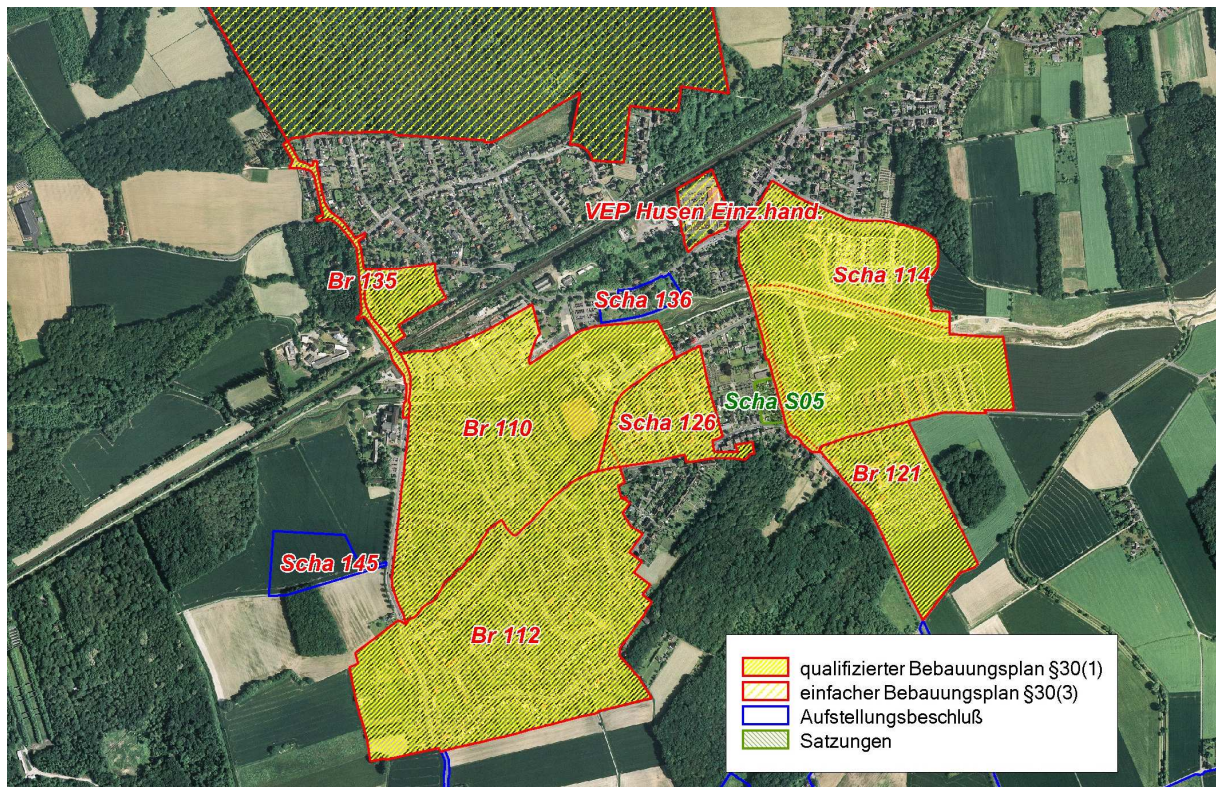 VEP Husen Einz.hand.
Br 135
Scha 114
Scha 136
Scha S05
Br 110
Scha 126
Br 121
Scha 145
Br 112
qualifizierter Bebauungsplan §30(1)
einfacher Bebauungsplan §30(3)
Aufstellungsbeschluß
Satzungen